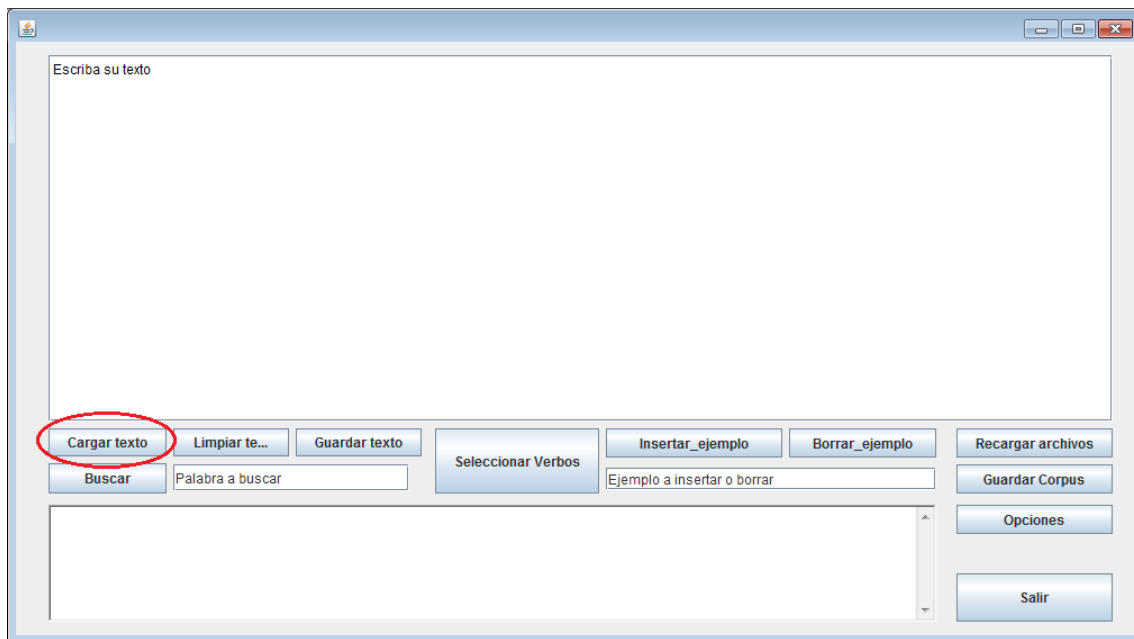 Escriba su texto
Cargar texto Limpiar te... Guardar texto Seleccionar Verbos Insertar_ejemplo Borrar_ejemplo Recargar archivos
Buscar Palabra a buscar Ejemplo a insertar o borrar Guardar Corpus
Opciones
Salir